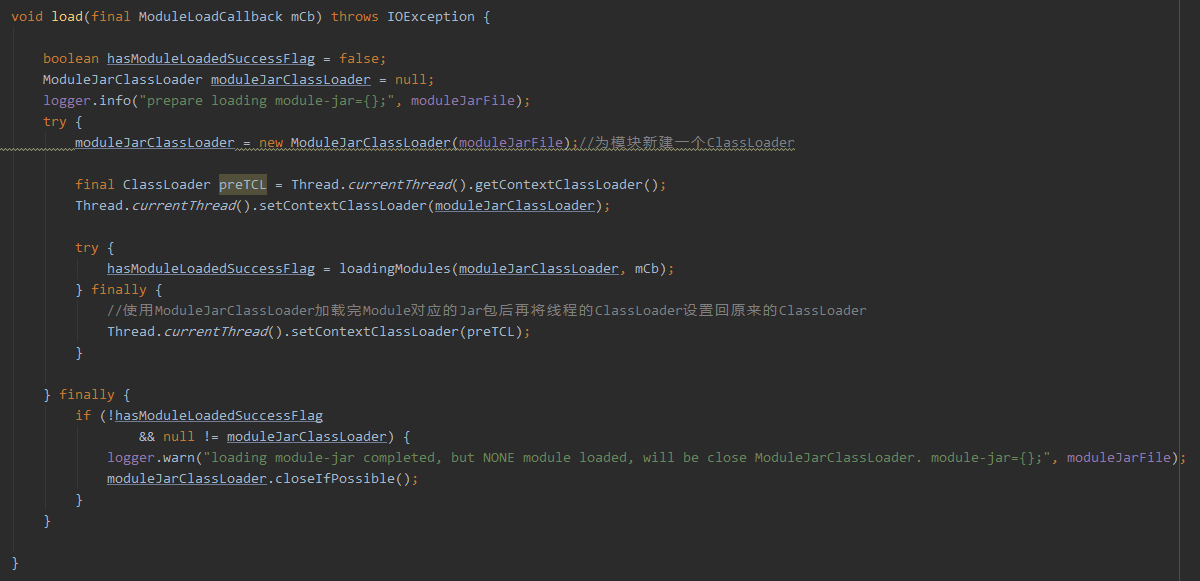 void load(final ModuleLoadCallback mCb) throws IOException {
boolean hasModuleLoadedSuccessFlag = false;
ModuleJarClassLoader moduleJarClassLoader = null;
logger.info("prepare loading module-jar={};", moduleJarFile);
try {
moduleJarClassLoader = new ModuleJarClassLoader(moduleJarFile);//为模块新建一个ClassLoader
final ClassLoader preTCL = Thread.currentThread().getContextClassLoader();
Thread.currentThread().setContextClassLoader(moduleJarClassLoader);
try {
hasModuleLoadedSuccessFlag = loadingModules(moduleJarClassLoader, mCb);
} finally {
//使用ModuleJarClassLoader加载完Module对应的Jar包后再将线程的ClassLoader设置回原来的ClassLoader
Thread.currentThread().setContextClassLoader(preTCL);
}
} finally {
if (!hasModuleLoadedSuccessFlag
&& null != moduleJarClassLoader) {
logger.warn("loading module-jar completed, but NONE module loaded, will be close ModuleJarClassLoader. module-jar={};", moduleJarFile);
moduleJarClassLoader.closeIfPossible();
}
}
}